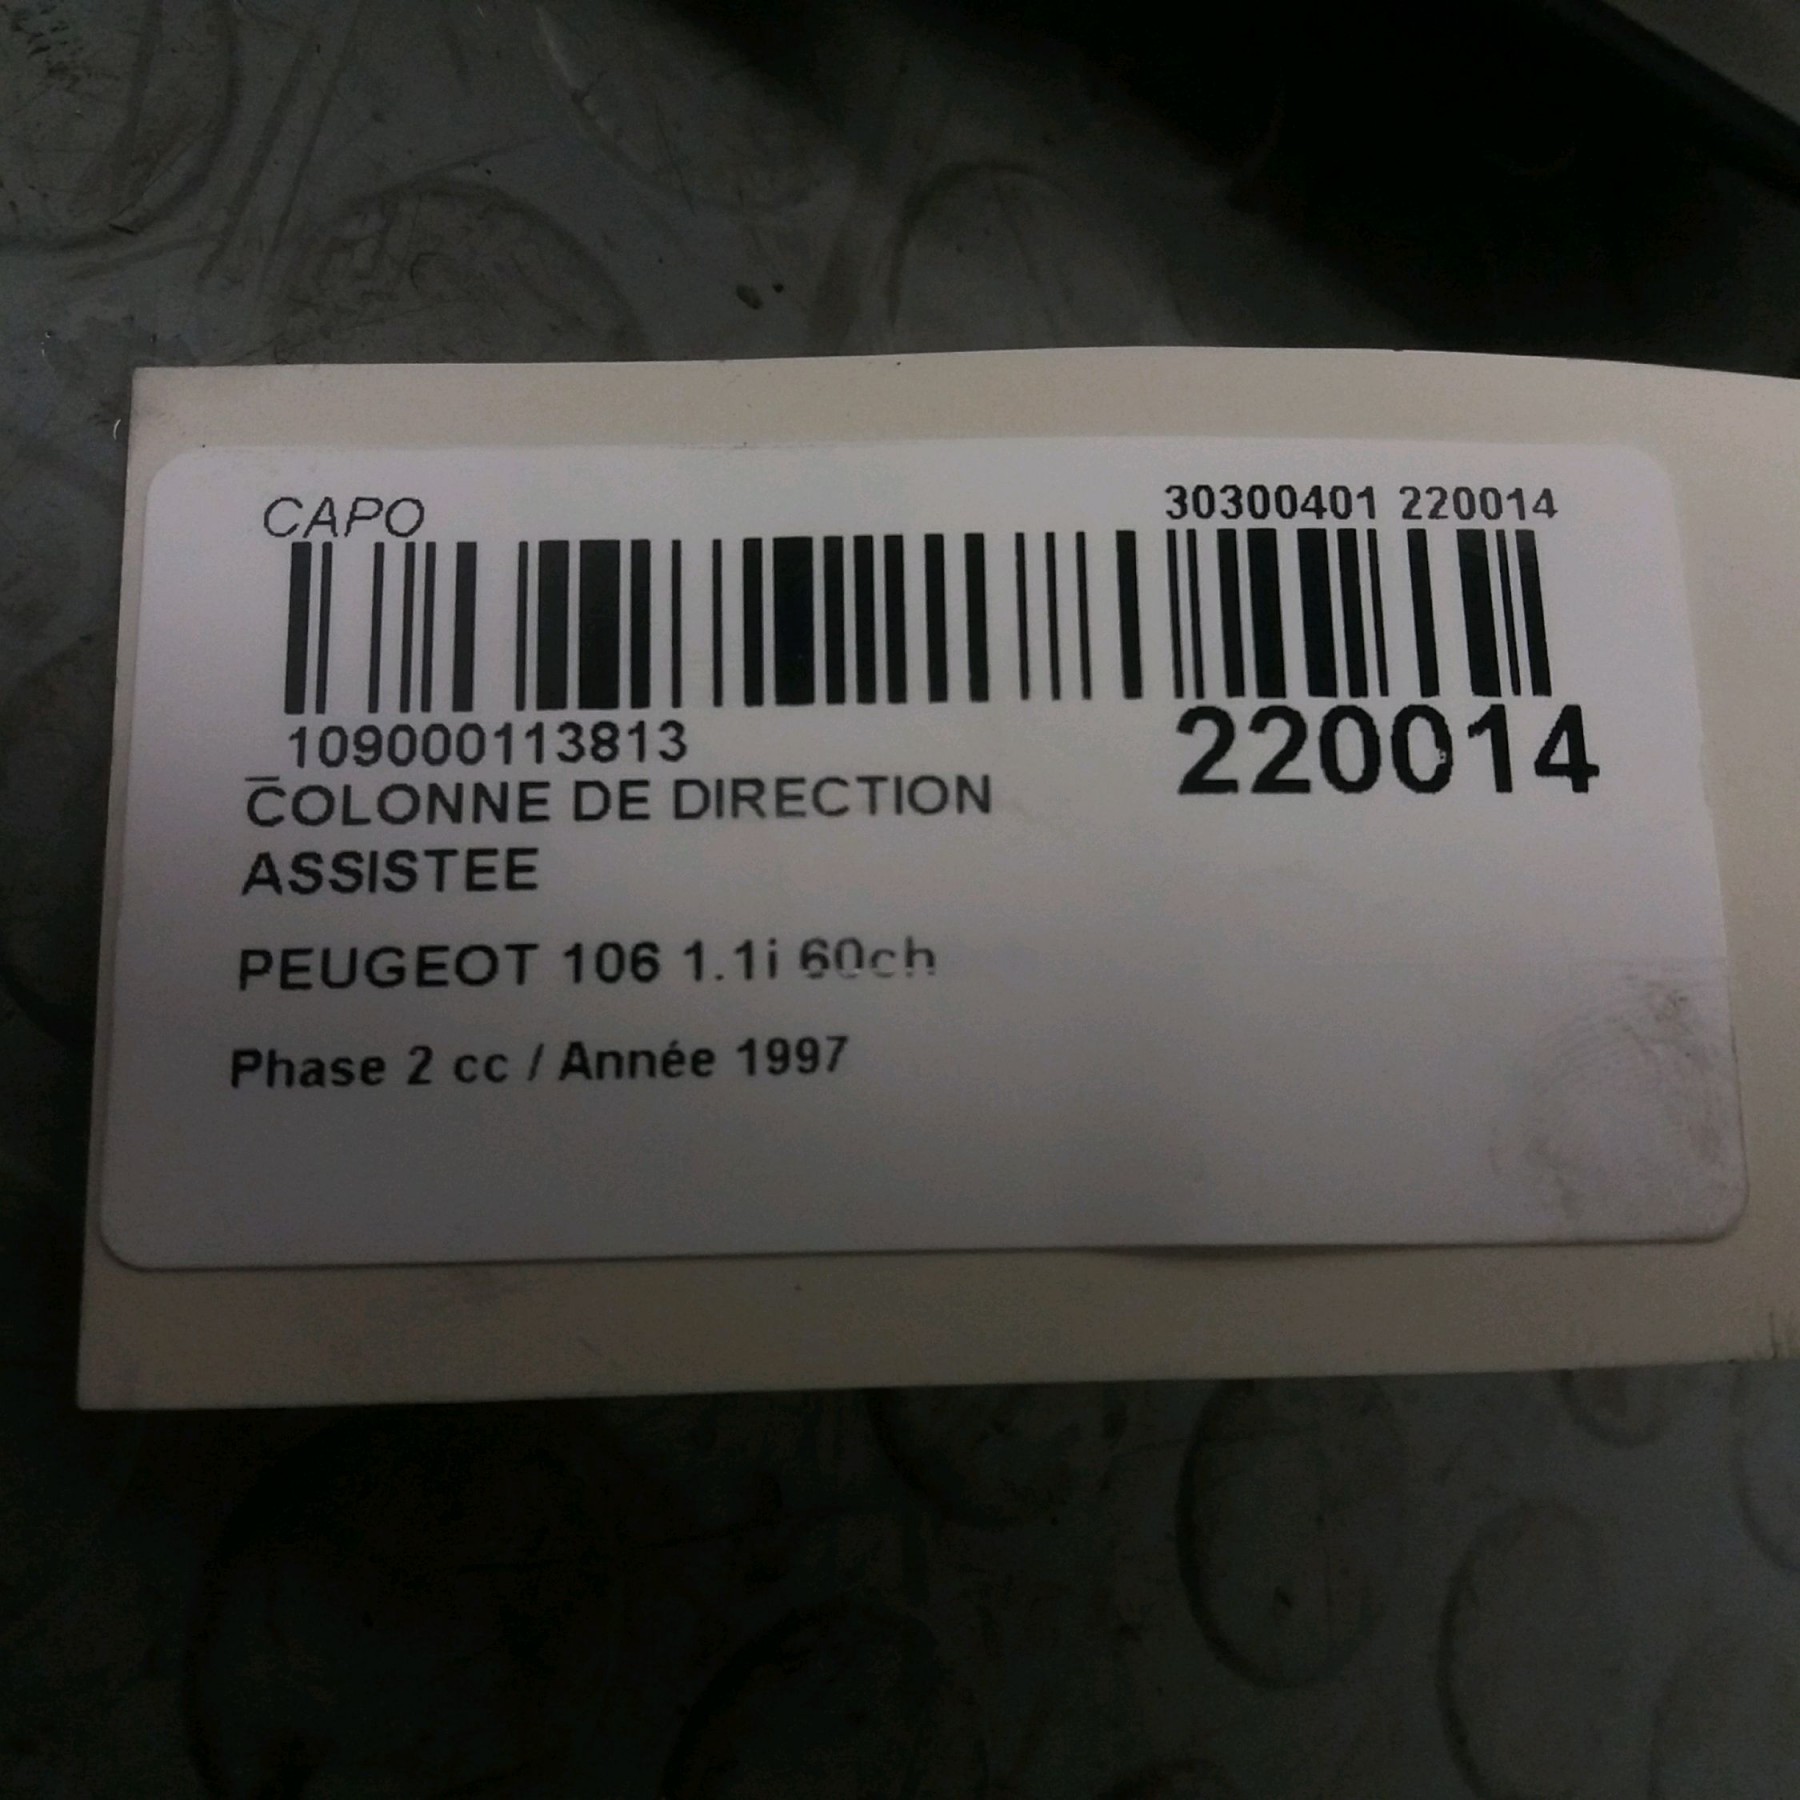 CAPO
30300401 220014
109000113813
220014
COLONNE DE DIRECTION
ASSISTEE
PEUGEOT 106 1.1i 60ch
Phase 2 cc / Année 1997